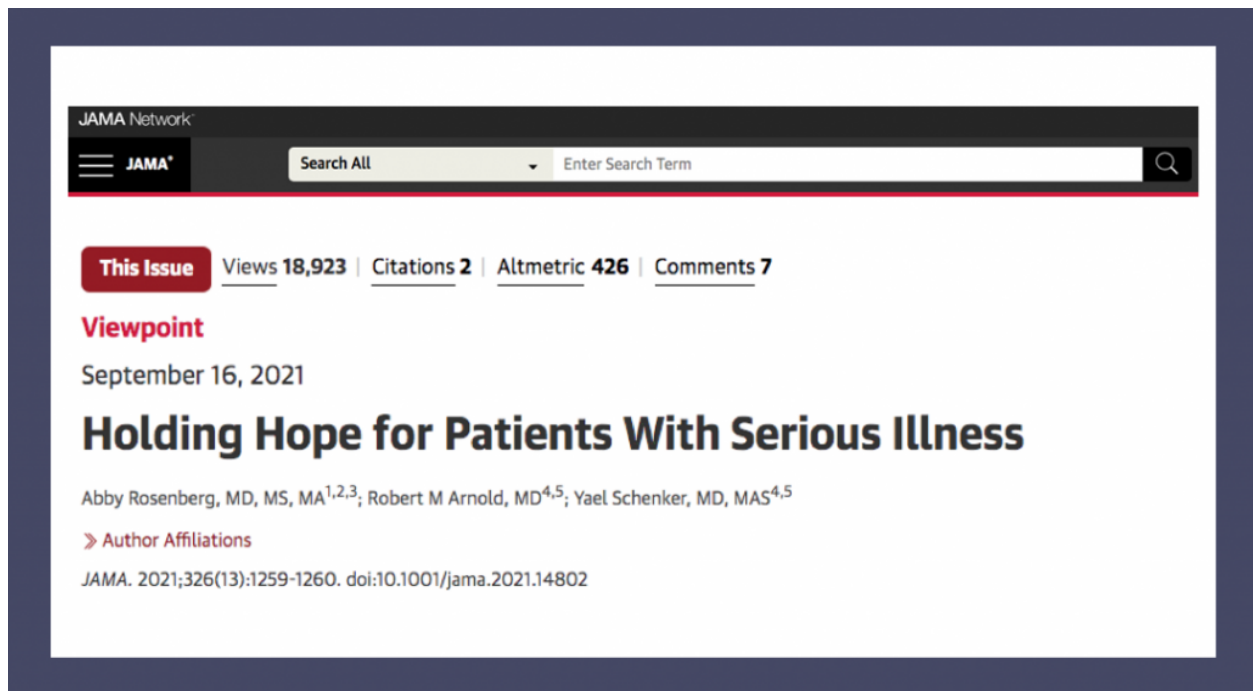 JAMA Network
JAMA®
Search All Enter Search Term
This Issue Views 18,923 | Citations 2 | Altmetric 426 | Comments 7
Viewpoint
September 16, 2021
Holding Hope for Patients With Serious Illness
Abby Rosenberg, MD, MS, MA1,2,3; Robert M Arnold, MD4,5; Yael Schenker, MD, MAS4,5
» Author Affiliations
JAMA. 2021;326(13):1259-1260. doi:10.1001/jama.2021.14802